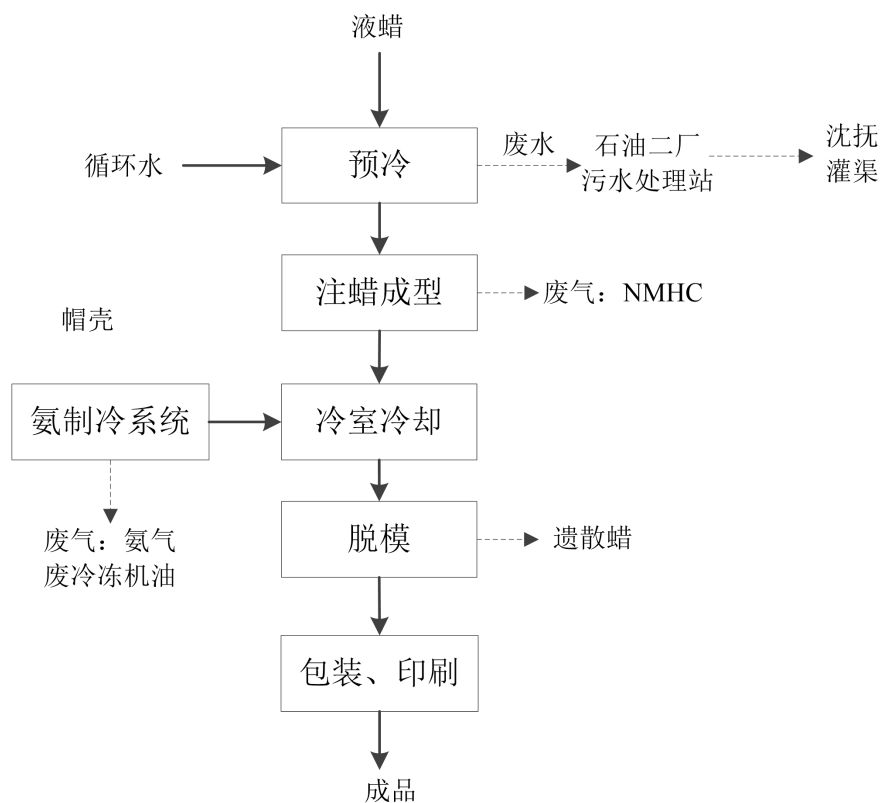 液蜡
循环水
预冷
废水
石油二厂
污水处理站
沈抚
灌渠
注蜡成型
废气：NMHC
帽壳
氨制冷系统
冷室冷却
废气：氨气
废冷冻机油
脱模
遗散蜡
包装、印刷
成品